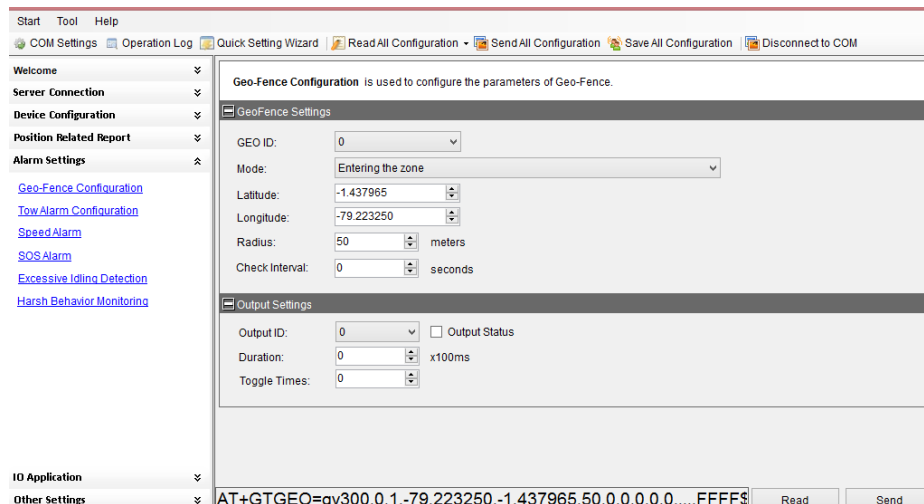 Start Tool Help
COM Settings Operation Log Quick Setting Wizard Read All Configuration Send All Configuration Save All Configuration Disconnect to COM
Welcome
Server Connection
Device Configuration
Position Related Report
Alarm Settings
Geo-Fence Configuration
Tow Alarm Configuration
Speed Alarm
SOS Alarm
Excessive Idling Detection
Harsh Behavior Monitoring
IO Application
Other Settings
Geo-Fence Configuration is used to configure the parameters of Geo-Fence.
GeoFence Settings
GEO ID: 0
Mode: Entering the zone
Latitude: -1.437965
Longitude: -79.223250
Radius: 50 meters
Check Interval: 0 seconds
Output Settings
Output ID: 0 Output Status
Duration: 0 x100ms
Toggle Times: 0
AT+GTGEO=gv300,0,1,-79.223250,-1.437965,50,0,0,0,0,0,,,,,FFFF$ Read Send